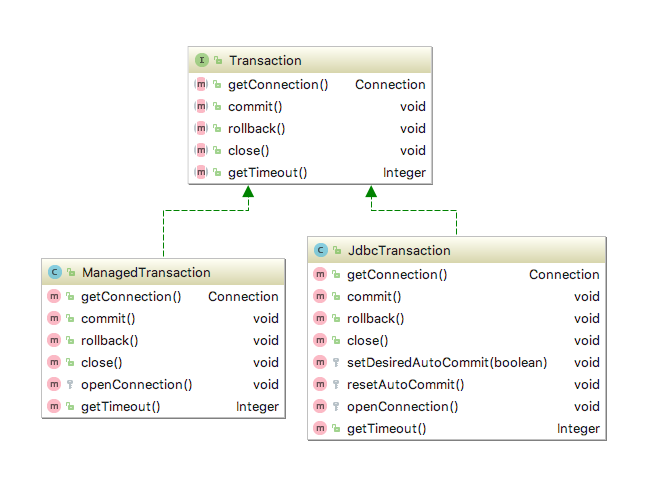 I Transaction
m getConnection() Connection
m commit() void
m rollback() void
m close() void
m getTimeout() Integer
C ManagedTransaction
m getConnection() Connection
m commit() void
m rollback() void
m close() void
m openConnection() void
m getTimeout() Integer
C JdbcTransaction
m getConnection() Connection
m commit() void
m rollback() void
m close() void
m setDesiredAutoCommit(boolean) void
m resetAutoCommit() void
m openConnection() void
m getTimeout() Integer